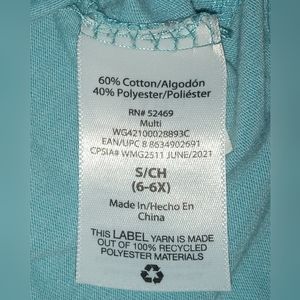 60% Cotton/Algodón
40% Polyester/Poliéster
RN# 52469
Multi
WG42100028893C
EAN/UPC 8 8634902691
CPSIA# WMG2511 JUNE/2021
S/CH
(6-6X)
Made In/Hecho En
China
THIS LABEL YARN IS MADE
OUT OF 100% RECYCLED
POLYESTER MATERIALS